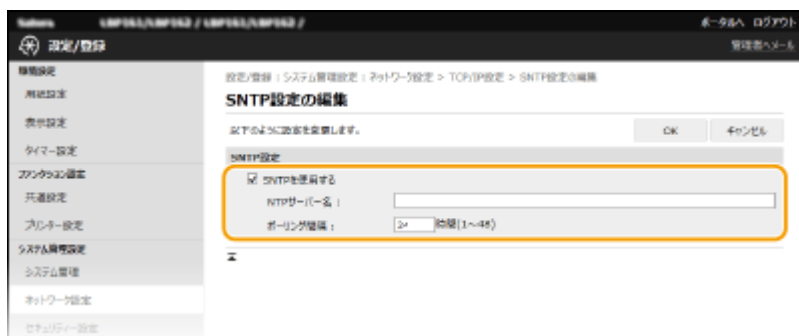 LBP161/LBP162 / LBP161/LBP162 /
ポータルへ ログアウト
設定/登録
管理者へメール
環境設定
用紙設定
表示設定
タイマー設定
ファンクション設定
共通設定
プリンター設定
システム管理設定
システム管理
ネットワーク設定
セキュリティー設定
設定/登録 : システム管理設定 : ネットワーク設定 > TCP/IP設定 > SNTP設定の編集
SNTP設定の編集
以下のように設定を変更します。
OK
キャンセル
SNTP設定
SNTPを使用する
NTPサーバー名 :
ポーリング間隔 :
24 時間(1～48)